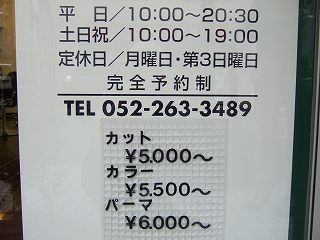 平 日／10:00〜20:30
土日祝／10:00〜19:00
定休日／月曜日・第3日曜日
完全予約制
TEL 052-263-3489
カット
¥5.000〜
カラー
¥5.500〜
パーマ
¥6.000〜